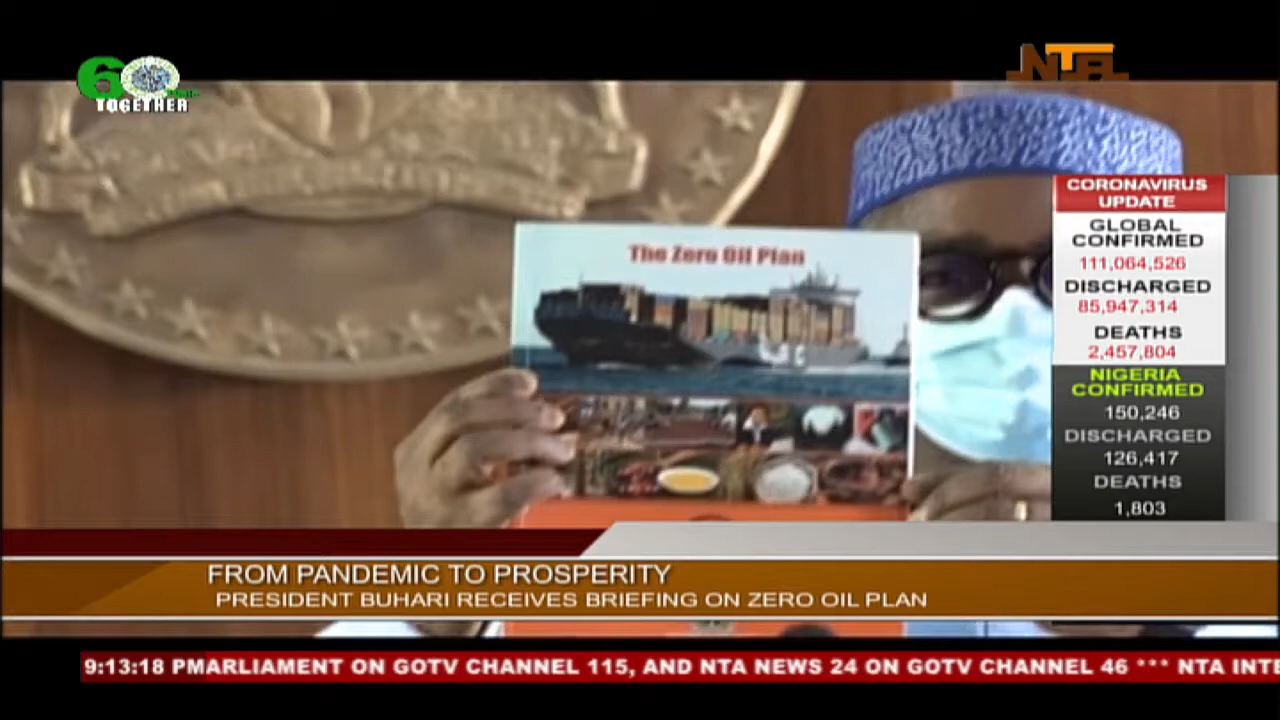 60
TOGETHER
NTA
CORONAVIRUS
UPDATE
GLOBAL
CONFIRMED
111,064,526
DISCHARGED
85,947,314
DEATHS
2,457,804
NIGERIA
CONFIRMED
150,246
DISCHARGED
126,417
DEATHS
1,803
The Zero Oil Plan
FROM PANDEMIC TO PROSPERITY
PRESIDENT BUHARI RECEIVES BRIEFING ON ZERO OIL PLAN
9:13:18 PM ARLIAMENT ON GOTV CHANNEL 115, AND NTA NEWS 24 ON GOTV CHANNEL 46 *** NTA INTE